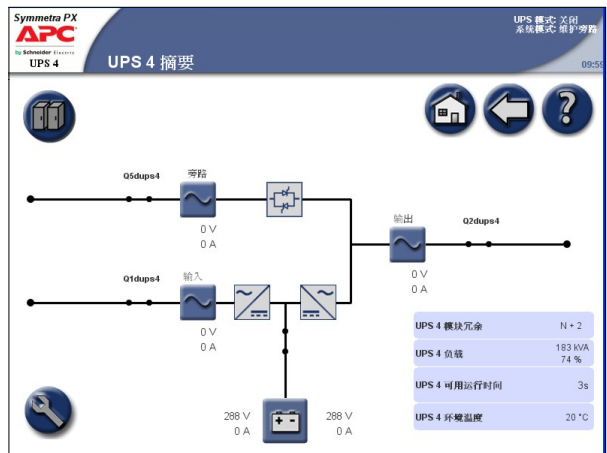 Symmetra PX
APC
by Schneider Electric
UPS 4
UPS 4 摘要
UPS 模式: 关闭
系统模式: 维护旁路
09:59
?
Q5dups4
旁路
0 V
0 A
输出
Q2dups4
0 V
0 A
Q1dups4
输入
0 V
0 A
UPS 4 模块冗余 N + 2
UPS 4 负载 183 kVA
74 %
UPS 4 可用运行时间 3s
UPS 4 环境温度 20 °C
288 V
0 A
288 V
0 A